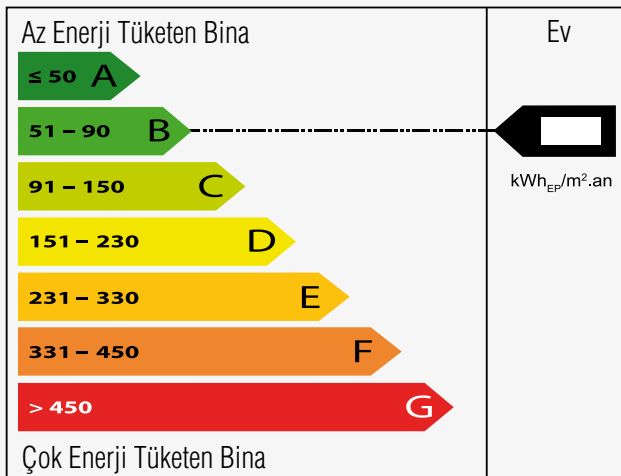 Az Enerji Tüketen Bina
Ev
≤ 50 A
51 – 90 B
kWhEP/m².an
91 – 150 C
151 – 230 D
231 – 330 E
331 – 450 F
> 450 G
Çok Enerji Tüketen Bina